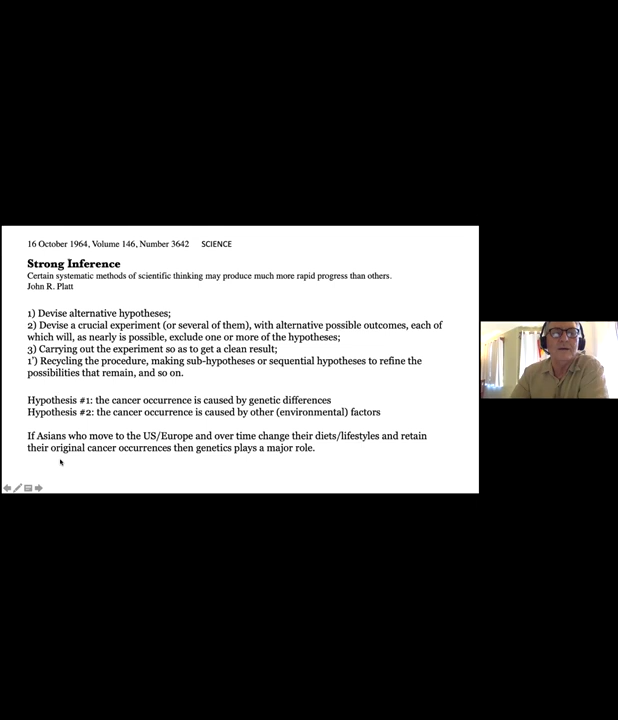 16 October 1964, Volume 146, Number 3642 SCIENCE
Strong Inference
Certain systematic methods of scientific thinking may produce much more rapid progress than others.
John R. Platt
1) Devise alternative hypotheses;
2) Devise a crucial experiment (or several of them), with alternative possible outcomes, each of
which will, as nearly is possible, exclude one or more of the hypotheses;
3) Carrying out the experiment so as to get a clean result;
1') Recycling the procedure, making sub-hypotheses or sequential hypotheses to refine the
possibilities that remain, and so on.
Hypothesis #1: the cancer occurrence is caused by genetic differences
Hypothesis #2: the cancer occurrence is caused by other (environmental) factors
If Asians who move to the US/Europe and over time change their diets/lifestyles and retain
their original cancer occurrences then genetics plays a major role.